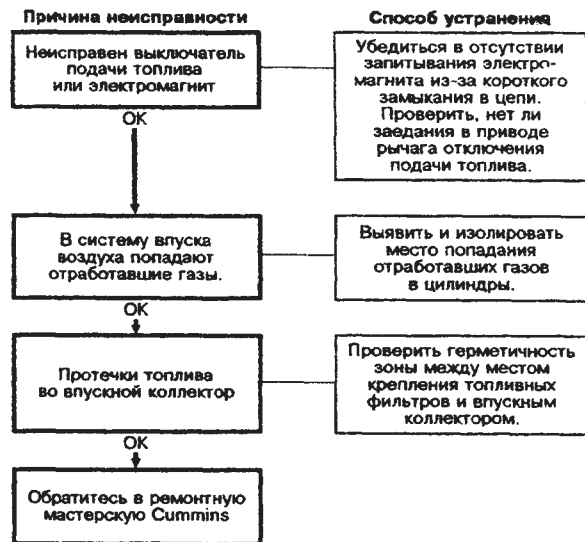 Причина неисправности
Способ устранения
Неисправен выключатель
подачи топлива
или электромагнит
Убедиться в отсутствии
запитывания электро-
магнита из-за короткого
замыкания в цепи.
Проверить, нет ли
заедания в приводе
рычага отключения
подачи топлива.
ОК
В систему впуска
воздуха попадают
отработавшие газы.
Выявить и изолировать
место попадания
отработавших газов
в цилиндры.
ОК
Протечки топлива
во впускной коллектор
Проверить герметичность
зоны между местом
крепления топливных
фильтров и впускным
коллектором.
ОК
Обратитесь в ремонтную
мастерскую Cummins